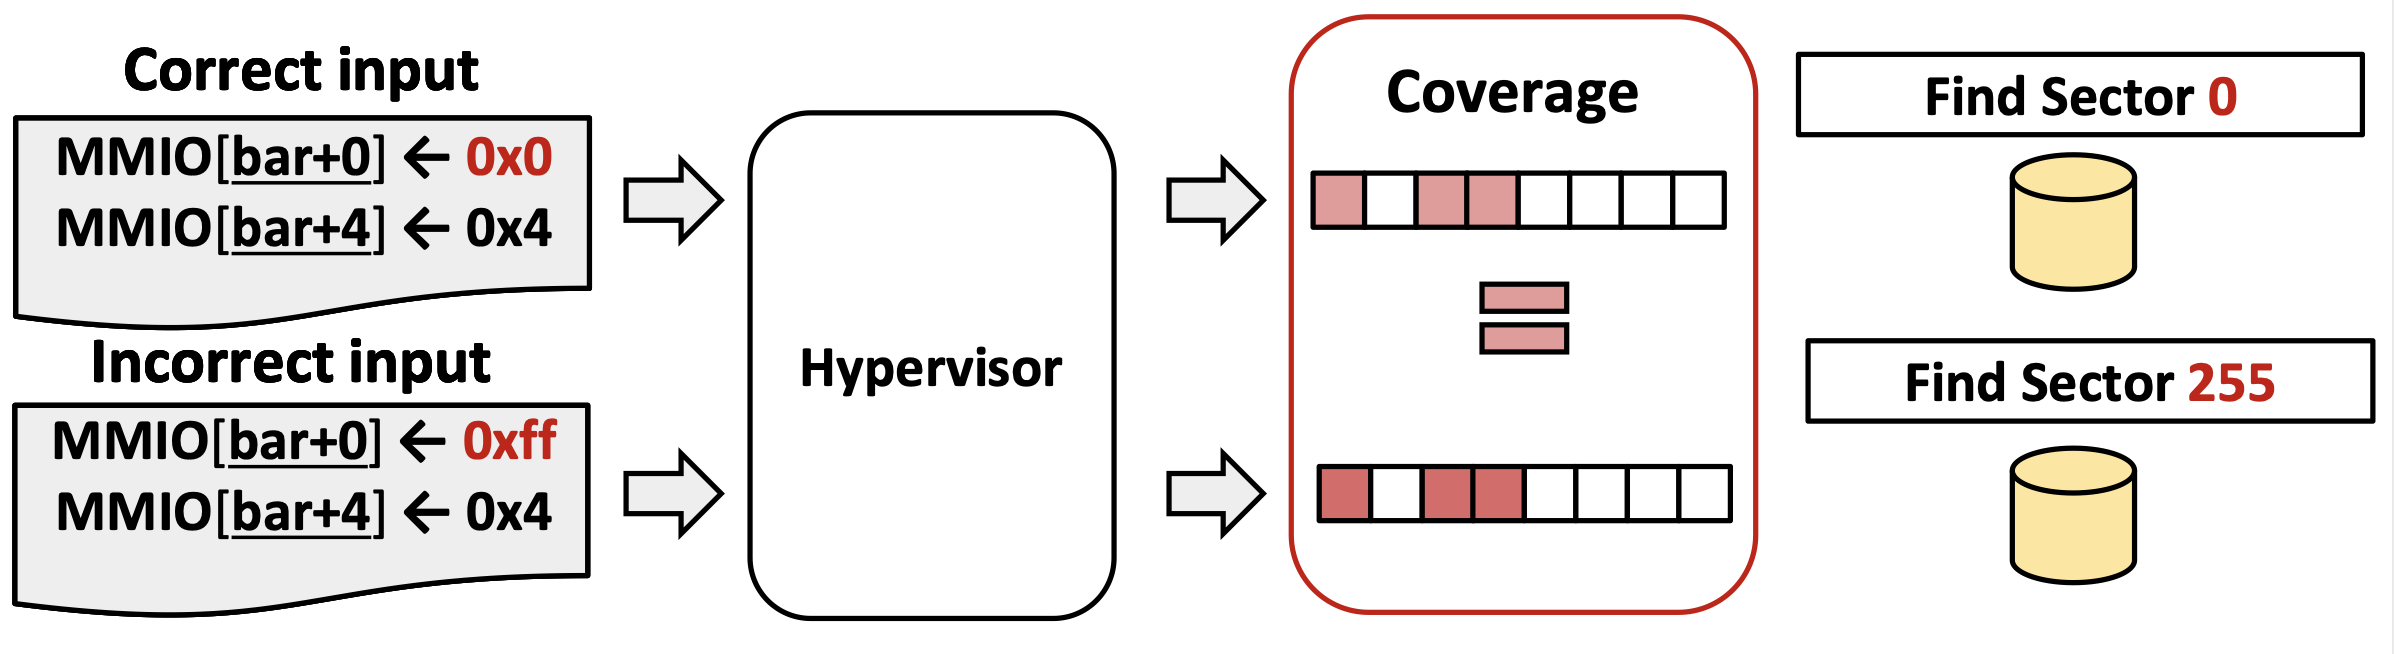 Correct input
MMIO[bar+0] ← 0x0
MMIO[bar+4] ← 0x4
Incorrect input
MMIO[bar+0] ← 0xff
MMIO[bar+4] ← 0x4
Hypervisor
Coverage
Find Sector 0
Find Sector 255